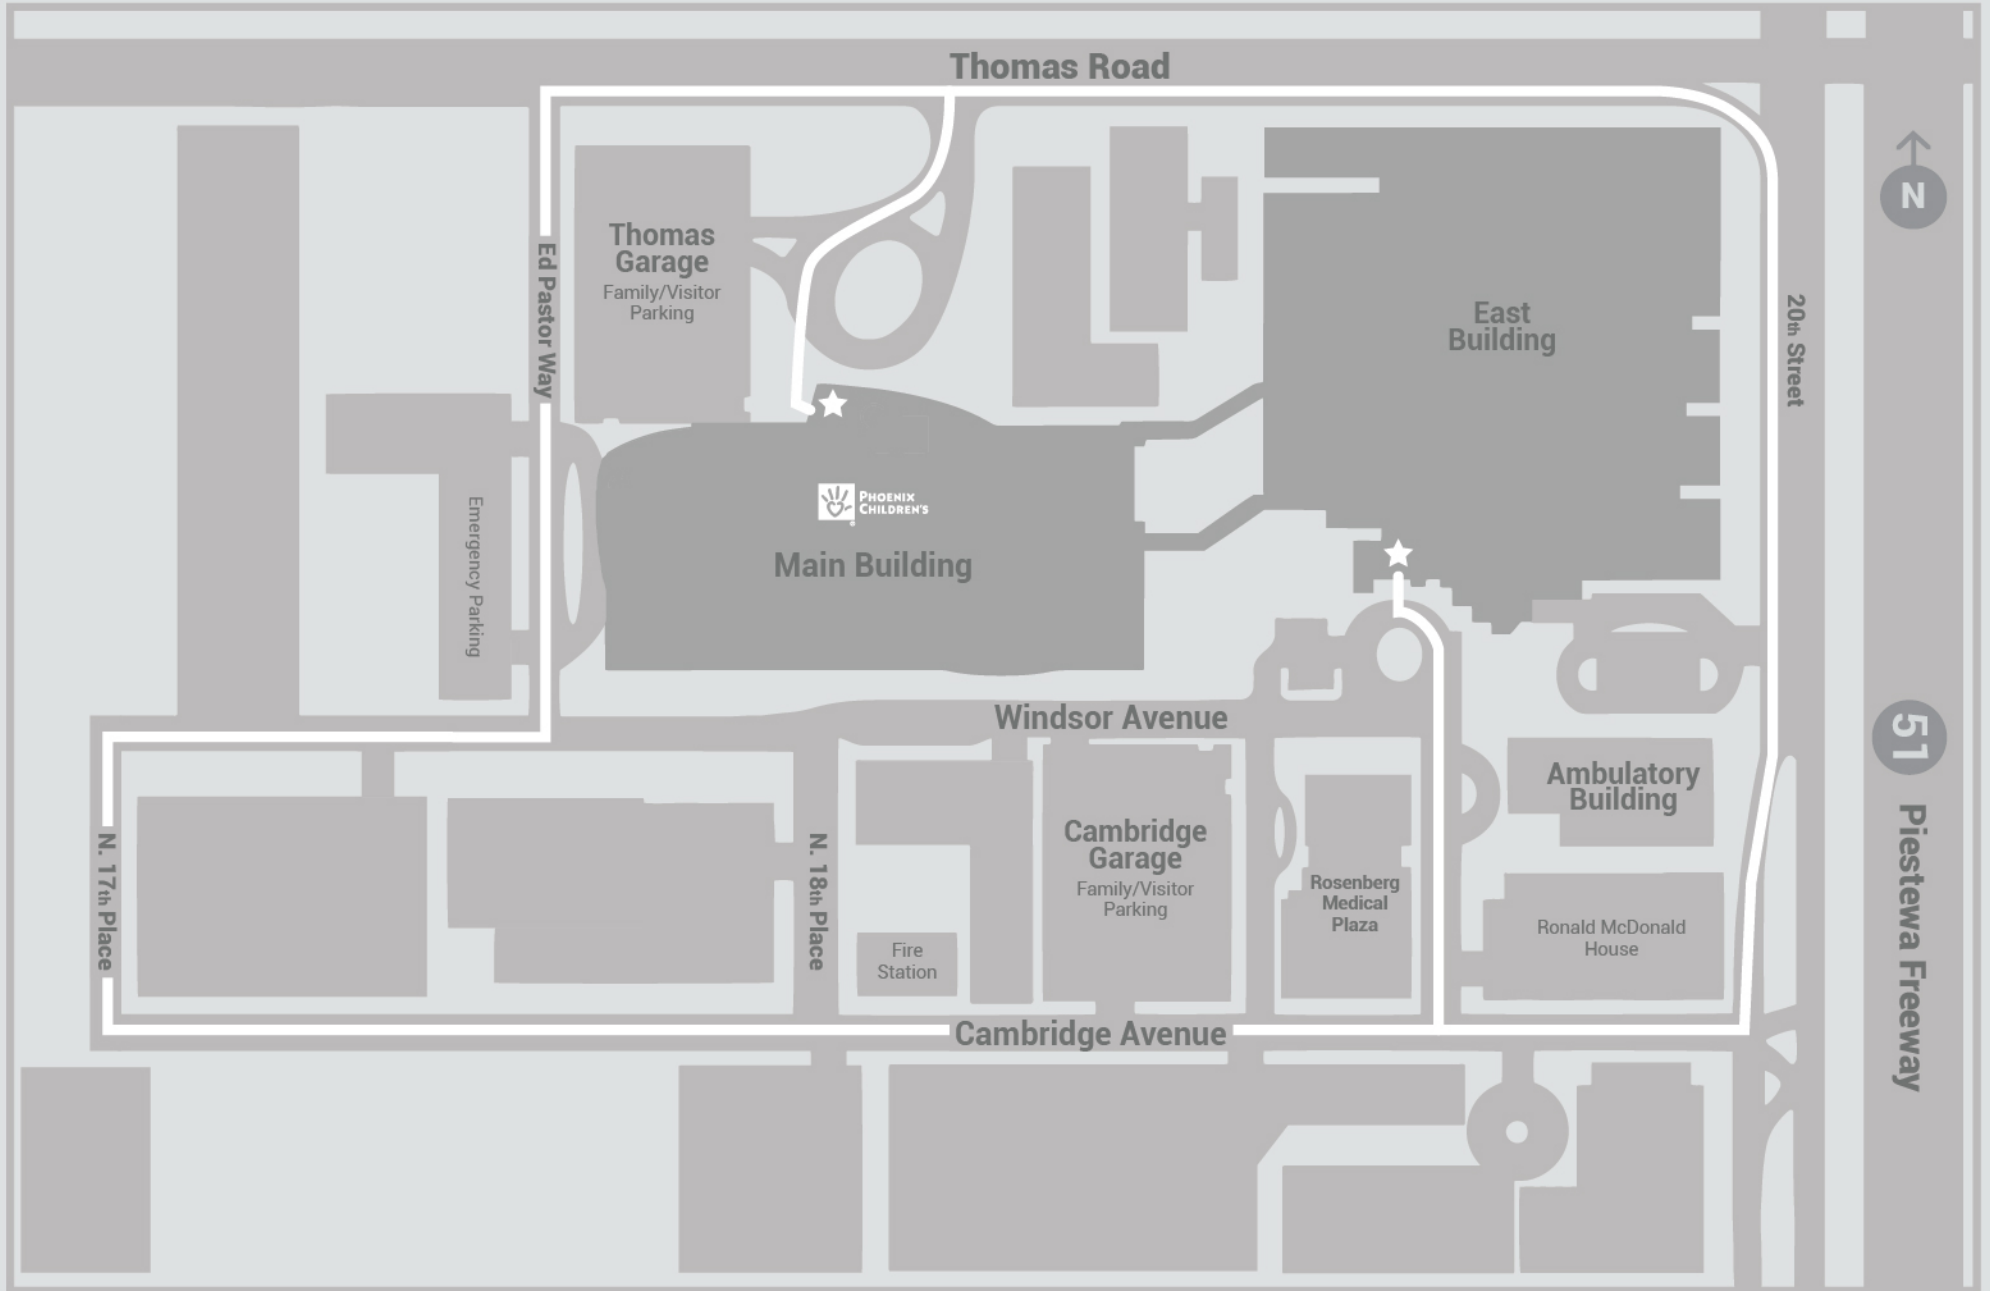 Thomas Road
N
Thomas
Garage
Family/Visitor
Parking
Ed Pastor Way
East
Building
20th Street
Emergency Parking
PHOENIX
CHILDREN'S
Main Building
Windsor Avenue
51
Piestewa Freeway
Ambulatory
Building
N. 17th Place
N. 18th Place
Cambridge
Garage
Family/Visitor
Parking
Rosenberg
Medical
Plaza
Ronald McDonald
House
Fire
Station
Cambridge Avenue